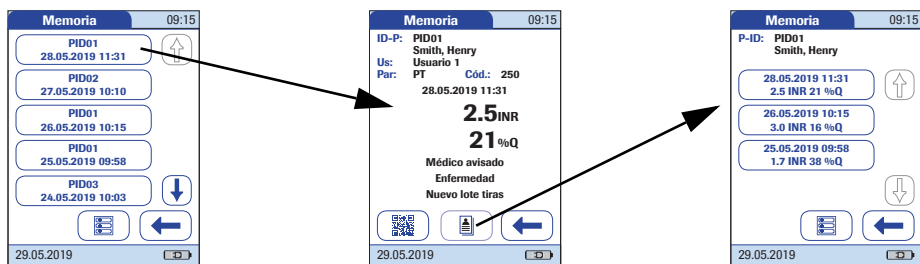 Memoria 09:15
PID01
28.05.2019 11:31
PID02
27.05.2019 10:10
PID01
26.05.2019 10:15
PID01
25.05.2019 09:58
PID03
24.05.2019 10:03
29.05.2019
Memoria 09:15
ID-P: PID01
Smith, Henry
Us: Usuario 1
Par: PT Cód.: 250
28.05.2019 11:31
2.5INR
21%Q
Médico avisado
Enfermedad
Nuevo lote tiras
29.05.2019
Memoria 09:15
P-ID: PID01
Smith, Henry
28.05.2019 11:31
2.5 INR 21 %Q
26.05.2019 10:15
3.0 INR 16 %Q
25.05.2019 09:58
1.7 INR 38 %Q
29.05.2019